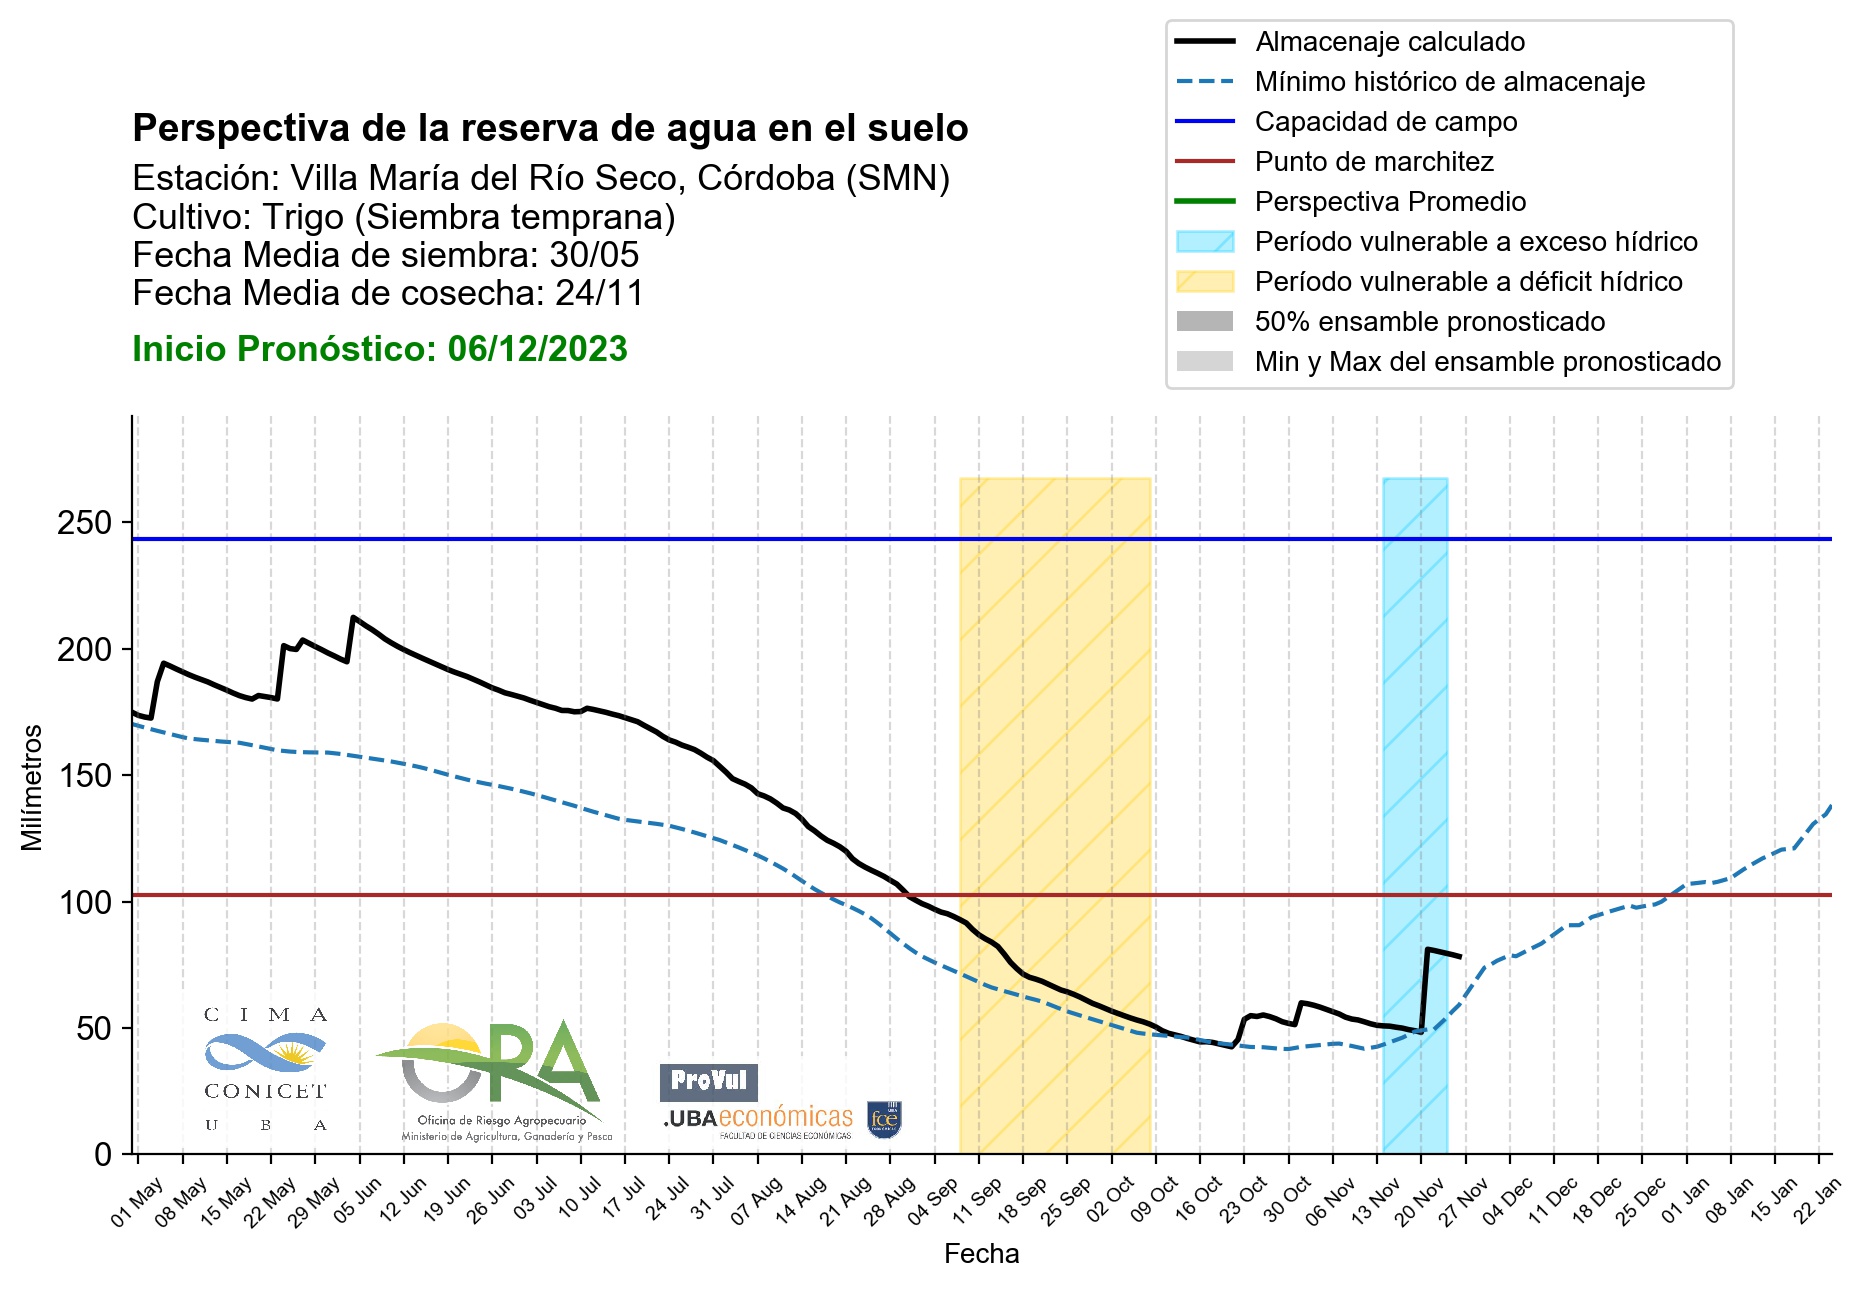 Almacenaje calculado
Mínimo histórico de almacenaje
Capacidad de campo
Punto de marchitez
Perspectiva Promedio
Período vulnerable a exceso hídrico
Período vulnerable a déficit hídrico
50% ensamble pronosticado
Min y Max del ensamble pronosticado
Perspectiva de la reserva de agua en el suelo
Estación: Villa María del Río Seco, Córdoba (SMN)
Cultivo: Trigo (Siembra temprana)
Fecha Media de siembra: 30/05
Fecha Media de cosecha: 24/11
Inicio Pronóstico: 06/12/2023
Milímetros
250
200
150
100
50
0
CIMA
CONICET
UBA
ORA
Oficina de Riesgo Agropecuario
Ministerio de Agricultura, Ganadería y Pesca
ProVul
.UBAeconómicas
FACULTAD DE CIENCIAS ECONÓMICAS
fce
01 May 08 May 15 May 22 May 29 May 05 Jun 12 Jun 19 Jun 26 Jun 03 Jul 10 Jul 17 Jul 24 Jul 31 Jul 07 Aug 14 Aug 21 Aug 28 Aug 04 Sep 11 Sep 18 Sep 25 Sep 02 Oct 09 Oct 16 Oct 23 Oct 30 Oct 06 Nov 13 Nov 20 Nov 27 Nov 04 Dec 11 Dec 18 Dec 25 Dec 01 Jan 08 Jan 15 Jan 22 Jan
Fecha